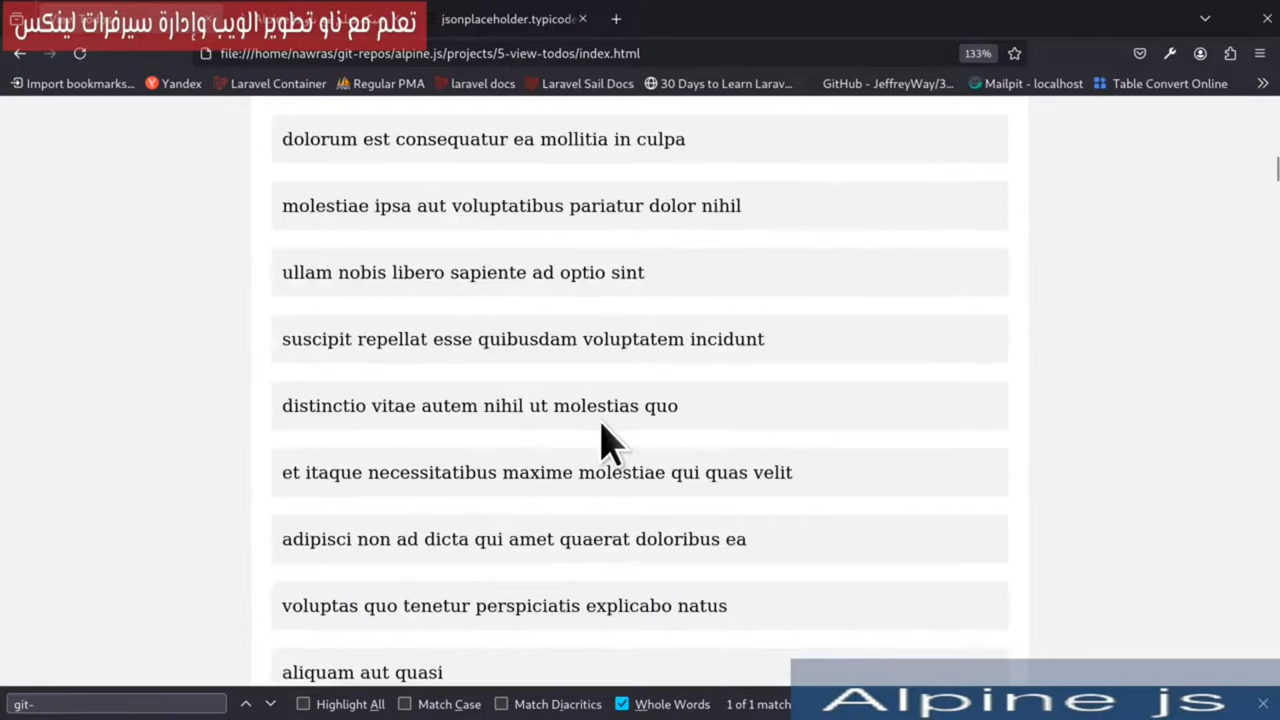 تعلم مع ناو تطوير الويب وإدارة سيرفرات لينكس
jsonplaceholder.typicode
file:///home/nawras/git-repos/alpine.js/projects/5-view-todos/index.html
133%
Import bookmarks...
Yandex
Laravel Container
Regular PMA
laravel docs
Laravel Sail Docs
30 Days to Learn Larav...
GitHub - JeffreyWay/3...
Mailpit - localhost
Table Convert Online
dolorum est consequatur ea mollitia in culpa
molestiae ipsa aut voluptatibus pariatur dolor nihil
ullam nobis libero sapiente ad optio sint
suscipit repellat esse quibusdam voluptatem incidunt
distinctio vitae autem nihil ut molestias quo
et itaque necessitatibus maxime molestiae qui quas velit
adipisci non ad dicta qui amet quaerat doloribus ea
voluptas quo tenetur perspiciatis explicabo natus
aliquam aut quasi
git-
Highlight All
Match Case
Match Diacritics
Whole Words
1 of 1 match
Alpine js